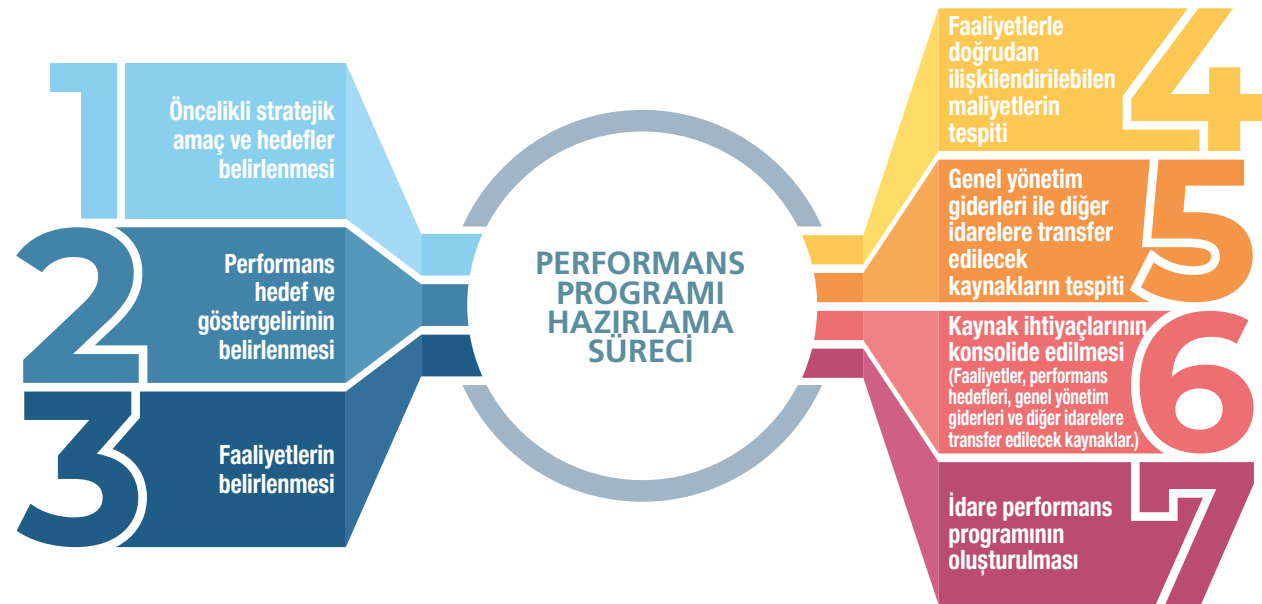 1
Öncelikli stratejik
amaç ve hedefler
belirlenmesi
2
Performans
hedef ve
göstergelirinin
belirlenmesi
3
Faaliyetlerin
belirlenmesi
PERFORMANS
PROGRAMI
HAZIRLAMA
SÜRECİ
4
Faaliyetlerle
doğrudan
ilişkilendirilebilen
maliyetlerin
tespiti
5
Genel yönetim
giderleri ile diğer
idarelere transfer
edilecek
kaynakların tespiti
6
Kaynak ihtiyaçlarının
konsolide edilmesi
(Faaliyetler, performans
hedefleri, genel yönetim
giderleri ve diğer idarelere
transfer edilecek kaynaklar.)
7
İdare performans
programının
oluşturulması